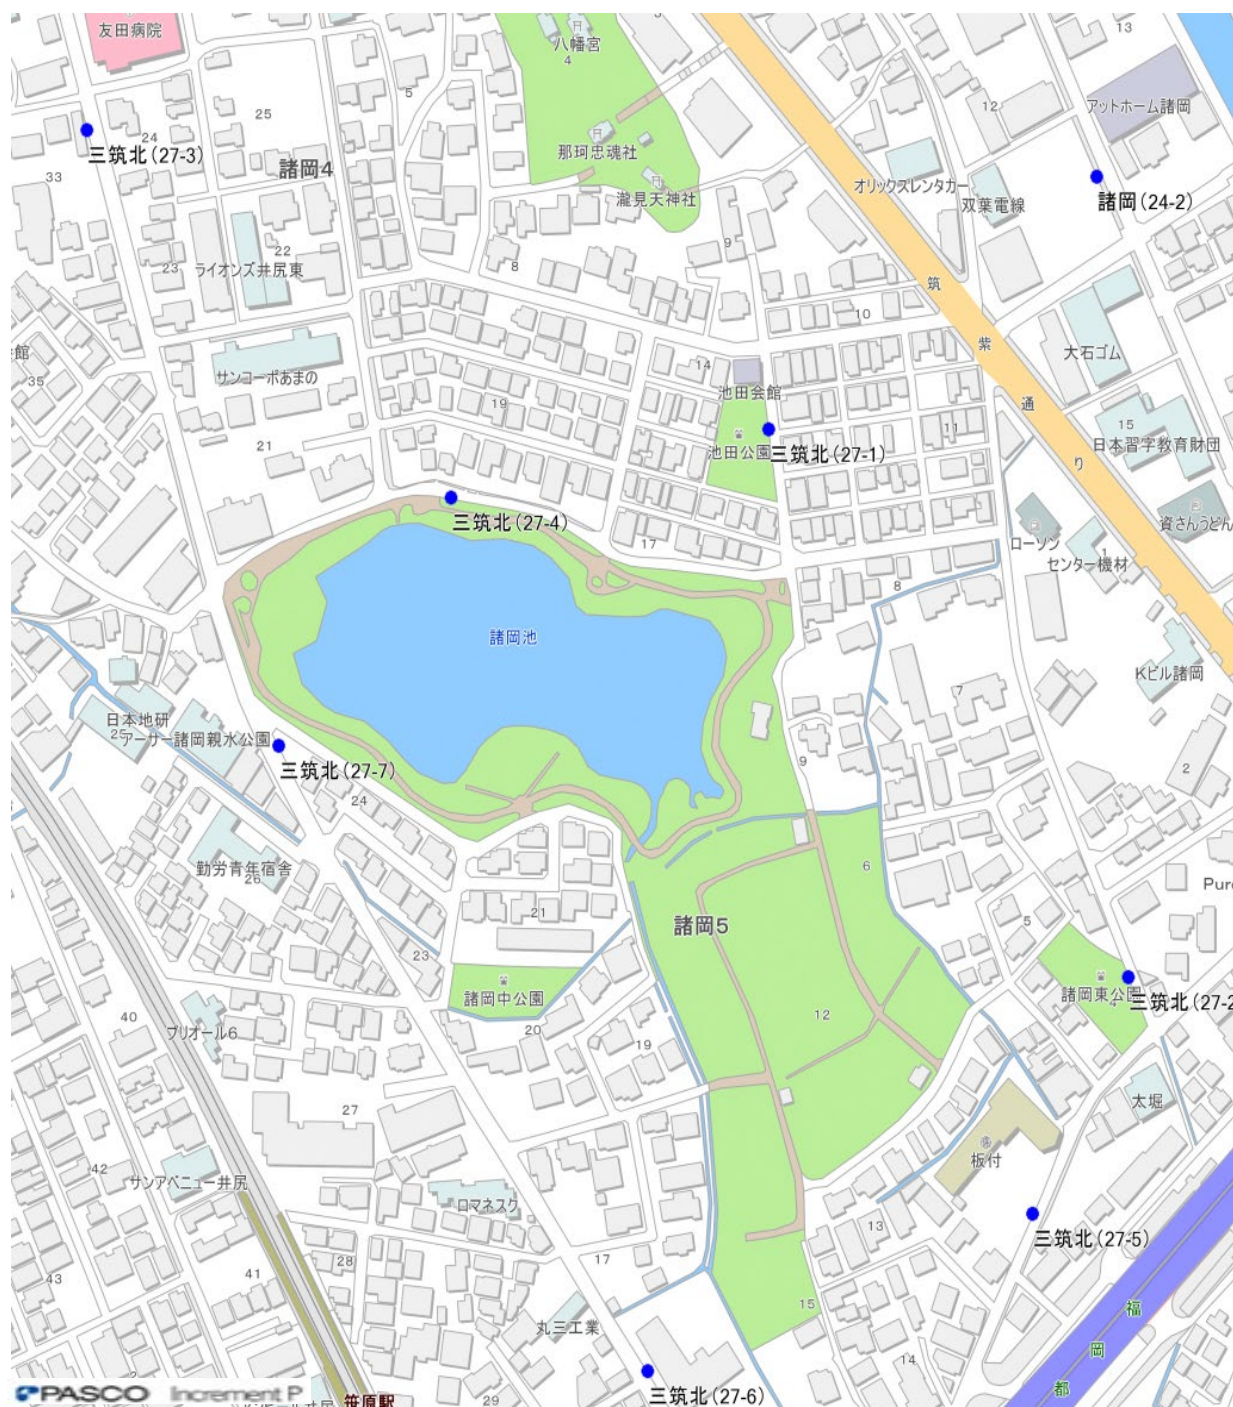 友田病院
八幡宮
4
5
3
13
アットホーム諸岡
12
25
24
三筑北(27-3)
諸岡4
那珂忠魂社
瀧見天神社
オリックスレンタカー
双葉電線
諸岡(24-2)
33
22
23
ライオンズ井尻東
8
9
筑
紫
通
り
10
大石ゴム
14
池田会館
サンコーポあまの
35
館
19
21
池田公園
三筑北(27-1)
11
15
日本習字教育財団
資さんうどん
三筑北(27-4)
17
ローソン
1
センター機材
8
諸岡池
Kビル諸岡
7
日本地研
25
アーサー諸岡親水公園
三筑北(27-7)
9
2
24
勤労青年宿舎
26
6
21
諸岡5
5
Pure
23
諸岡中公園
諸岡東公園
4
三筑北(27-2
40
ブリオール6
20
19
12
太堀
27
板付
42
サンアベニュー井尻
ロマネスク
13
三筑北(27-5)
17
28
41
43
15
丸三工業
福
岡
都
14
三筑北(27-6)
29
笹原駅
PASCO Increment P